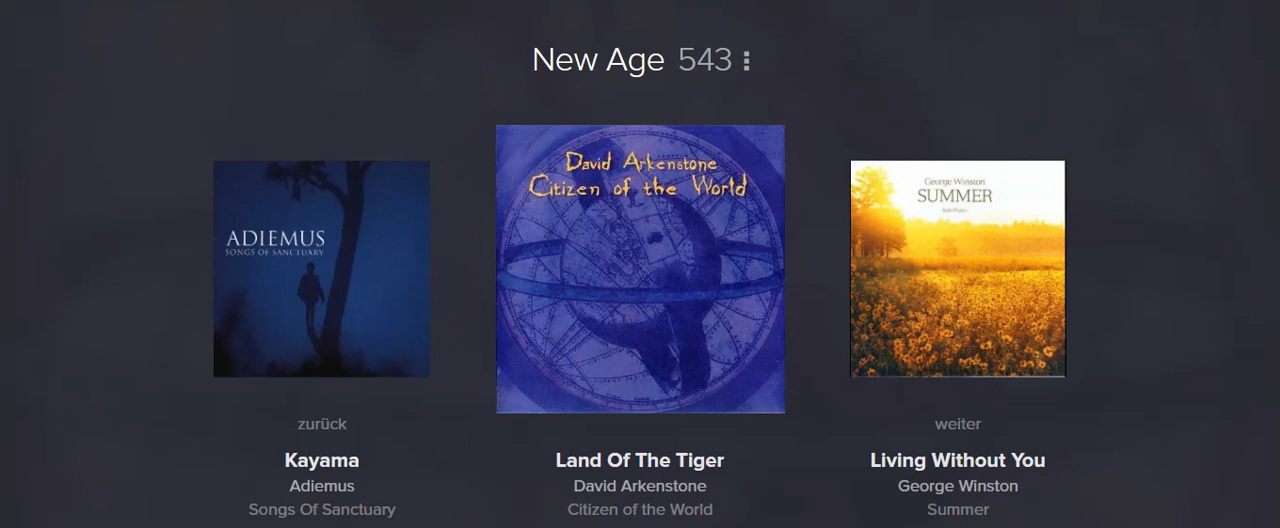 New Age 543
David Arkenstone
Citizen of the World
George Winston
SUMMER
Solo Piano
ADIEMUS
SONGS OF SANCTUARY
zurück
Kayama
Adiemus
Songs Of Sanctuary
Land Of The Tiger
David Arkenstone
Citizen of the World
weiter
Living Without You
George Winston
Summer